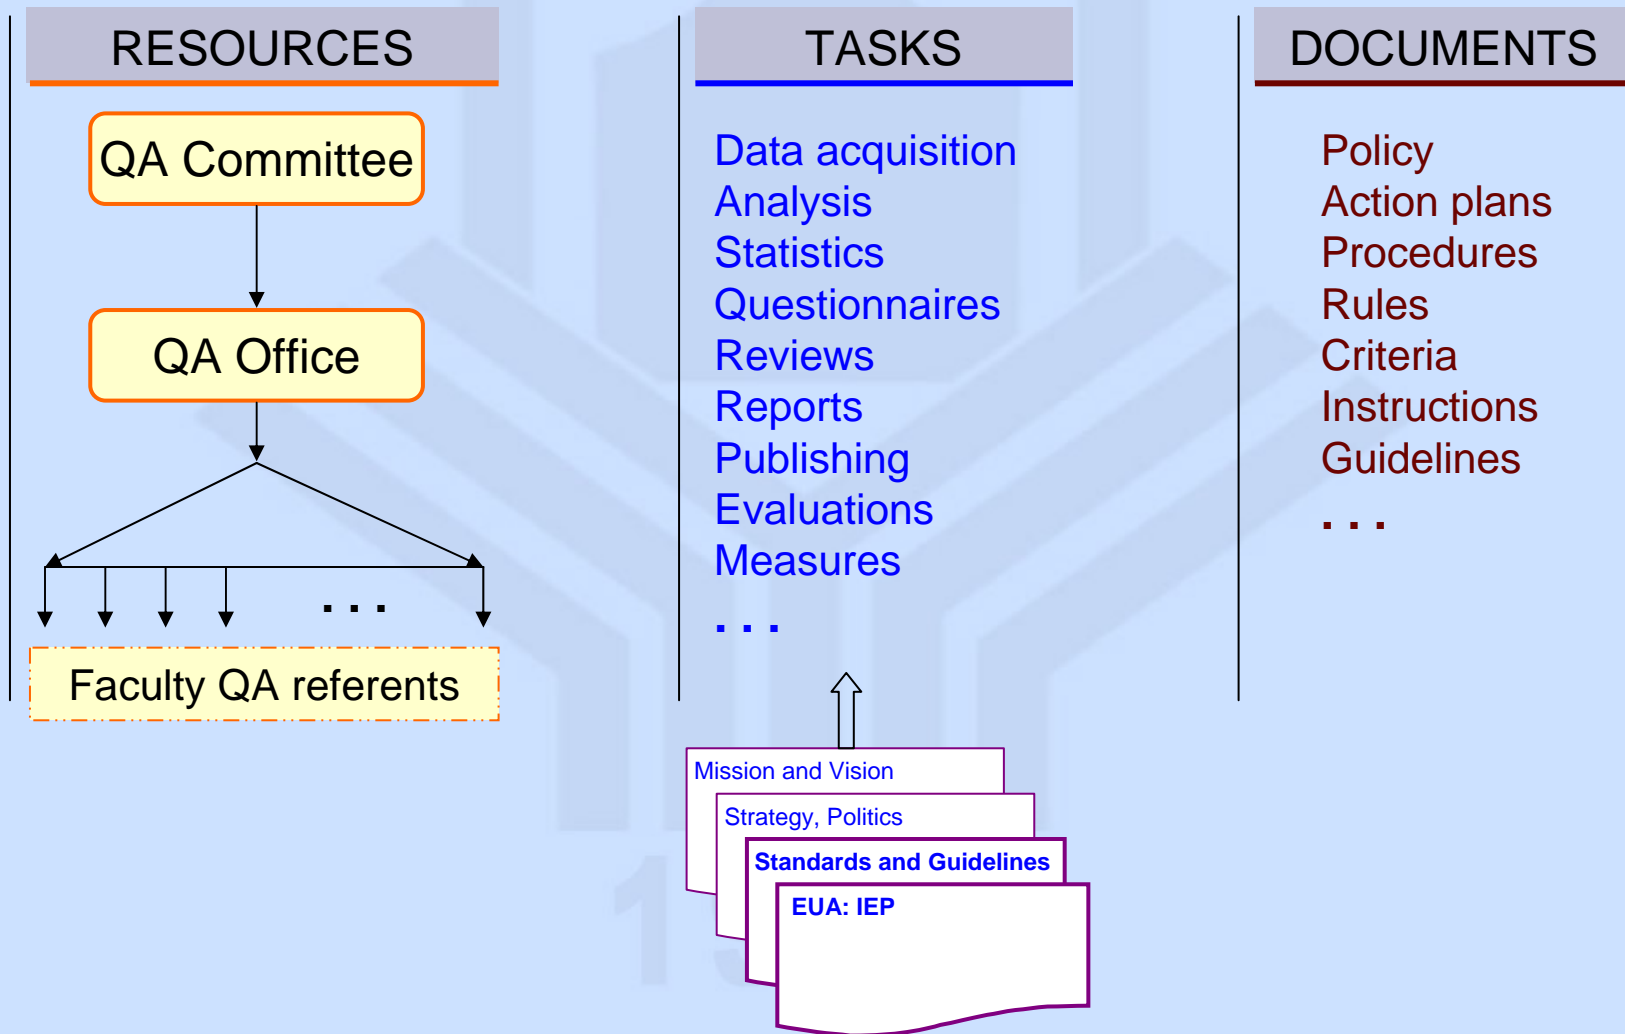 RESOURCES
QA Committee
QA Office
. . .
Faculty QA referents
TASKS
Data acquisition
Analysis
Statistics
Questionnaires
Reviews
Reports
Publishing
Evaluations
Measures
. . .
Mission and Vision
Strategy, Politics
Standards and Guidelines
EUA: IEP
DOCUMENTS
Policy
Action plans
Procedures
Rules
Criteria
Instructions
Guidelines
. . .